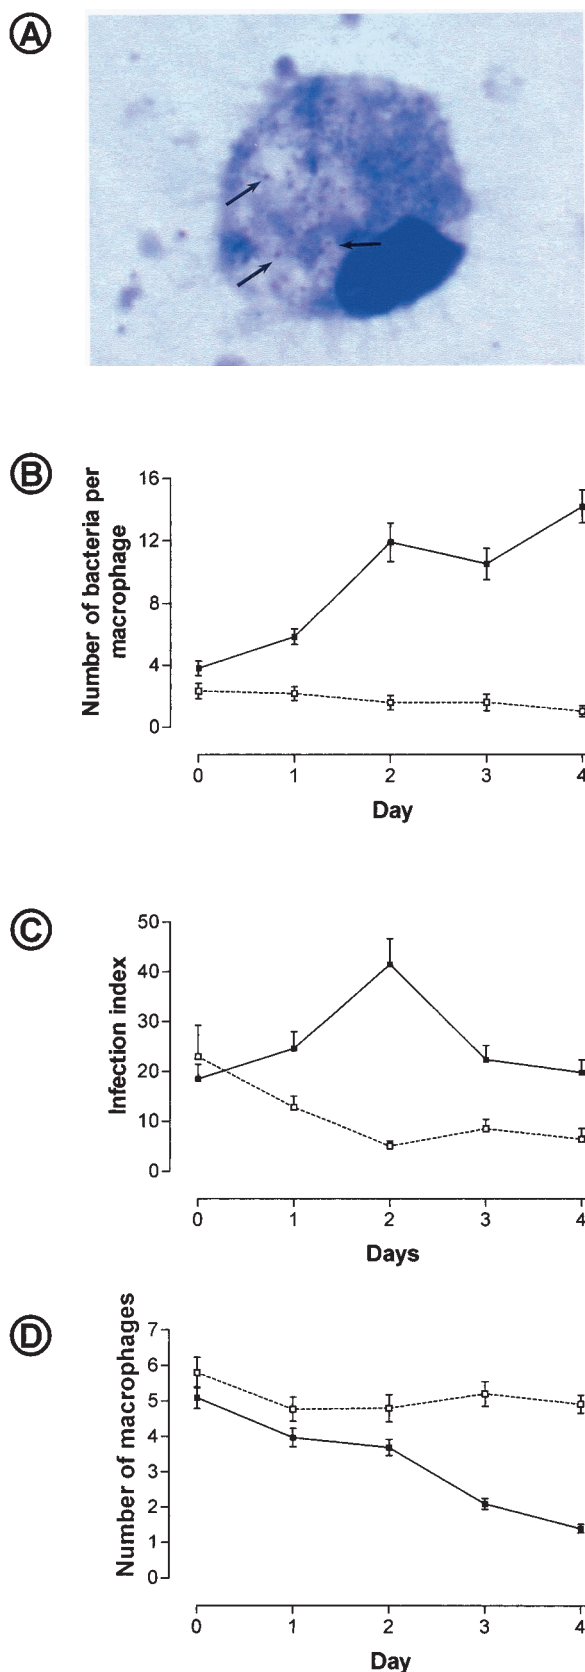 A
B
Number of bacteria per
macrophage
16
12
8
4
0
0 1 2 3 4
Day
C
Infection index
50
40
30
20
10
0
0 1 2 3 4
Days
D
Number of macrophages
7
6
5
4
3
2
1
0
0 1 2 3 4
Day